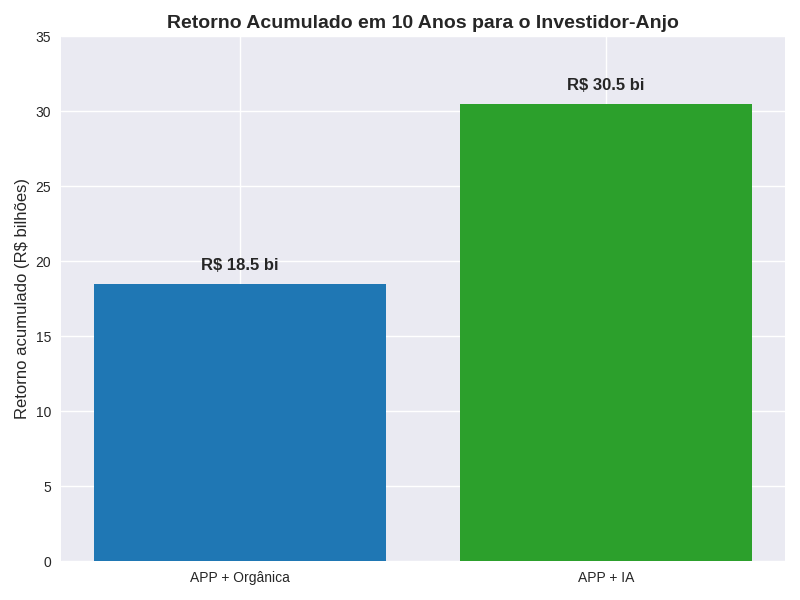 Retorno Acumulado em 10 Anos para o Investidor-Anjo
Retorno acumulado (R$ bilhões)
35
30
25
20
15
10
5
0
R$ 18.5 bi
R$ 30.5 bi
APP + Orgânica
APP + IA